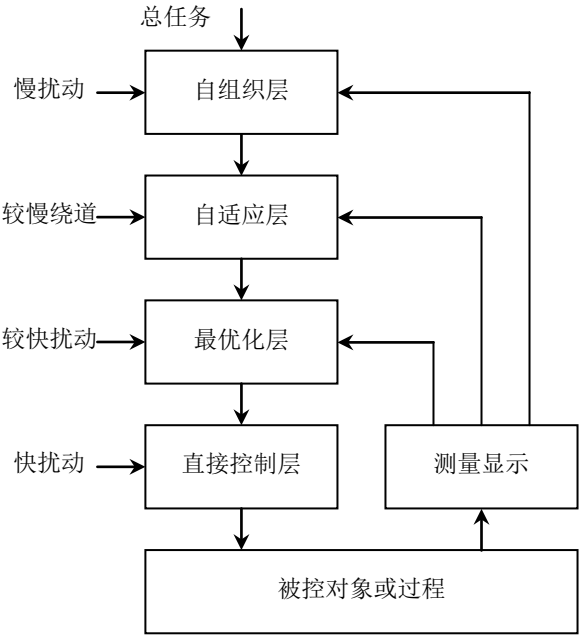 总任务
慢扰动
自组织层
较慢绕道
自适应层
较快扰动
最优化层
快扰动
直接控制层
测量显示
被控对象或过程